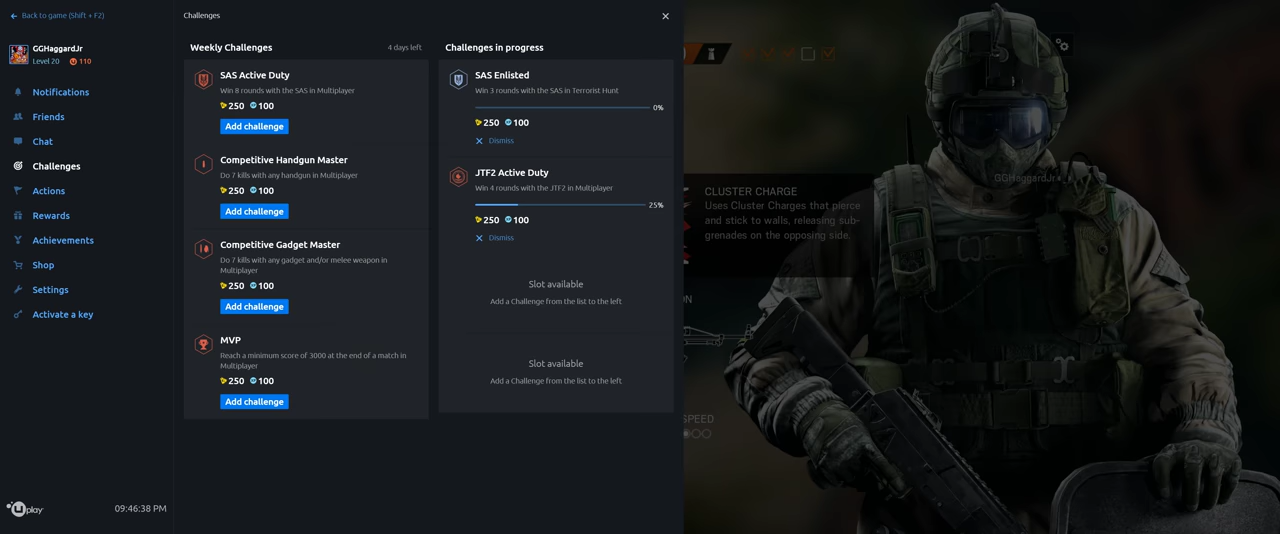 Back to game (Shift + F2)
GGHaggardJr
Level 20 110
Notifications
Friends
Chat
Challenges
Actions
Rewards
Achievements
Shop
Settings
Activate a key
uplay
09:46:38 PM
Challenges
Weekly Challenges 4 days left
SAS Active Duty
Win 8 rounds with the SAS in Multiplayer
250 100
Add challenge
Competitive Handgun Master
Do 7 kills with any handgun in Multiplayer
250 100
Add challenge
Competitive Gadget Master
Do 7 kills with any gadget and/or melee weapon in
Multiplayer
250 100
Add challenge
MVP
Reach a minimum score of 3000 at the end of a match in
Multiplayer
250 100
Add challenge
Challenges in progress
SAS Enlisted
Win 3 rounds with the SAS in Terrorist Hunt
0%
250 100
Dismiss
JTF2 Active Duty
Win 4 rounds with the JTF2 in Multiplayer
25%
250 100
Dismiss
Slot available
Add a Challenge from the list to the left
Slot available
Add a Challenge from the list to the left
GGHaggardJr
CLUSTER CHARGE
Uses Cluster Charges that pierce
and stick to walls, releasing sub-
grenades on the opposing side.
ON
SPEED